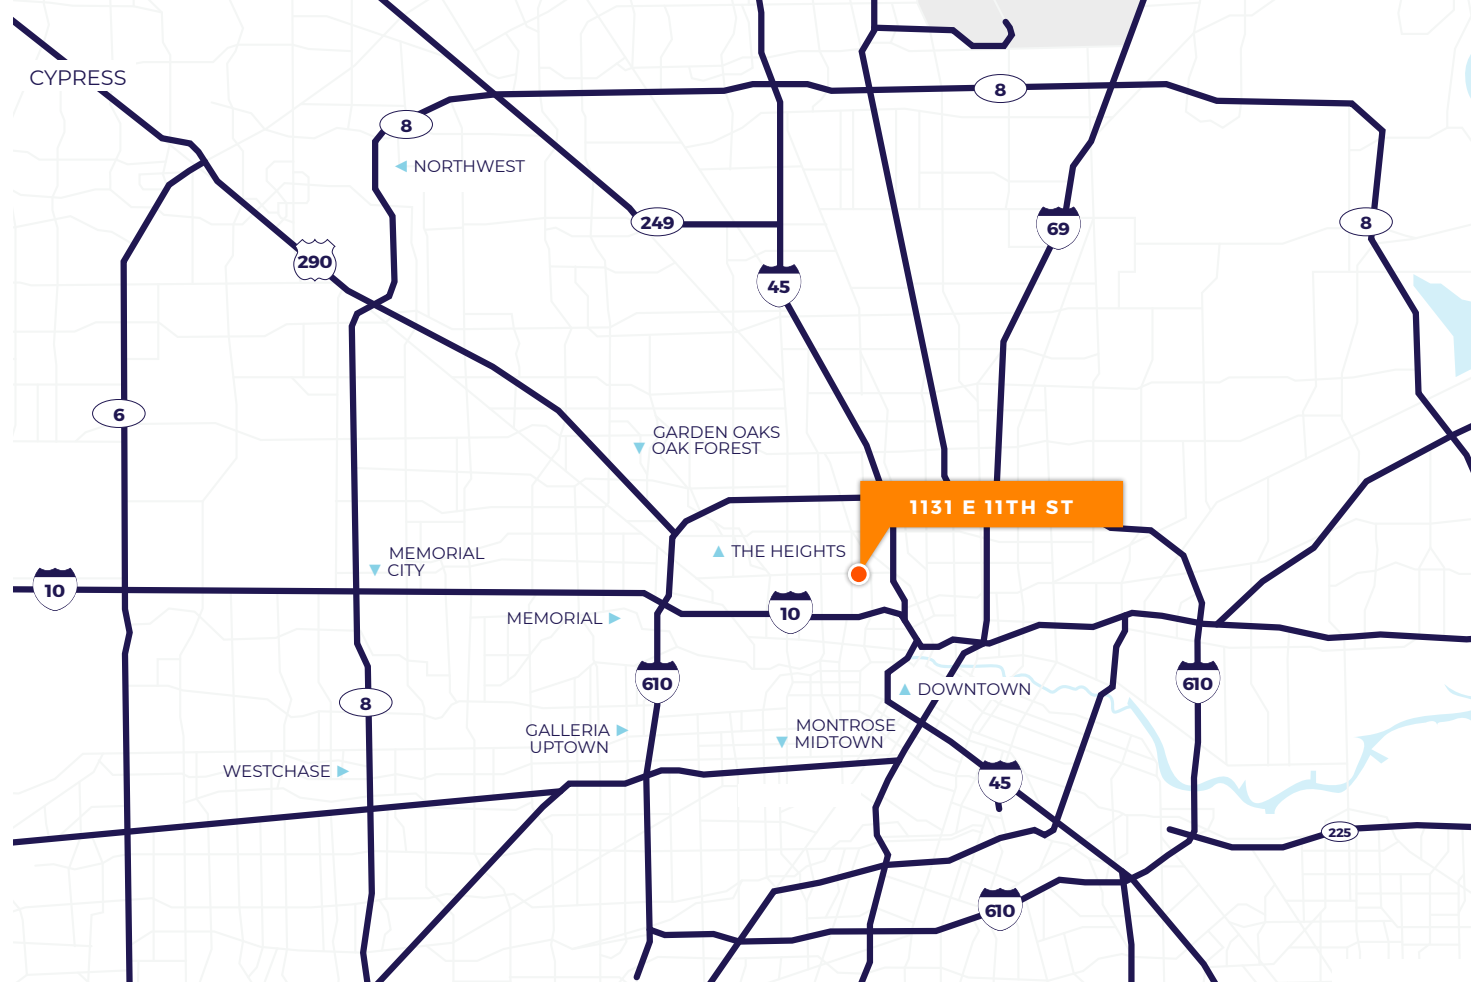 CYPRESS
8
8
NORTHWEST
249
8
69
290
45
6
GARDEN OAKS
OAK FOREST
1131 E 11TH ST
THE HEIGHTS
MEMORIAL
CITY
10
10
MEMORIAL
610
610
DOWNTOWN
8
GALLERIA
UPTOWN
MONTROSE
MIDTOWN
WESTCHASE
45
225
610